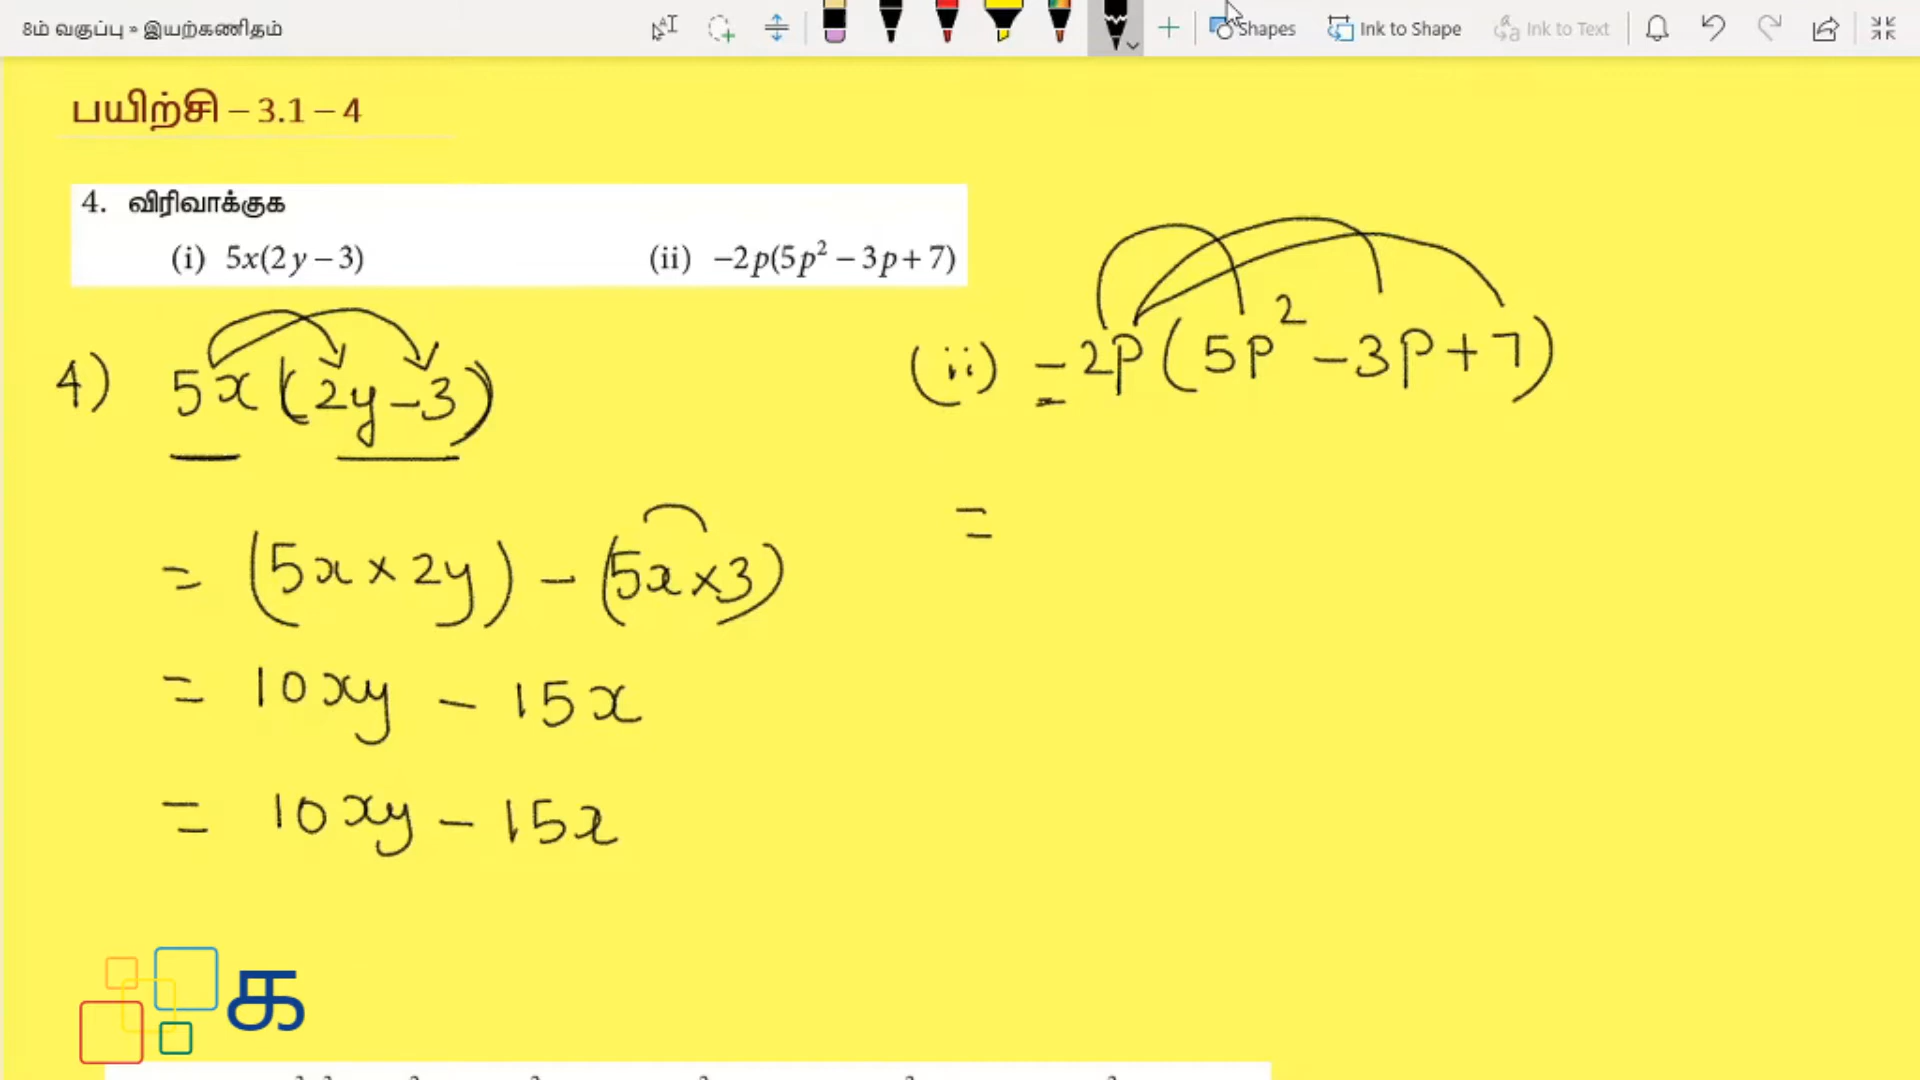 8ம் வகுப்பு » இயற்கணிதம்
Shapes
Ink to Shape
Ink to Text
பயிற்சி – 3.1 – 4
4. விரிவாக்குக
(i) 5x(2y – 3) (ii) –2p(5p² – 3p + 7)
4) 5x(2y – 3)
= (5x × 2y) – (5x × 3)
= 10xy – 15x
= 10xy – 15x
(ii) –2p(5p² – 3p + 7)
=
க